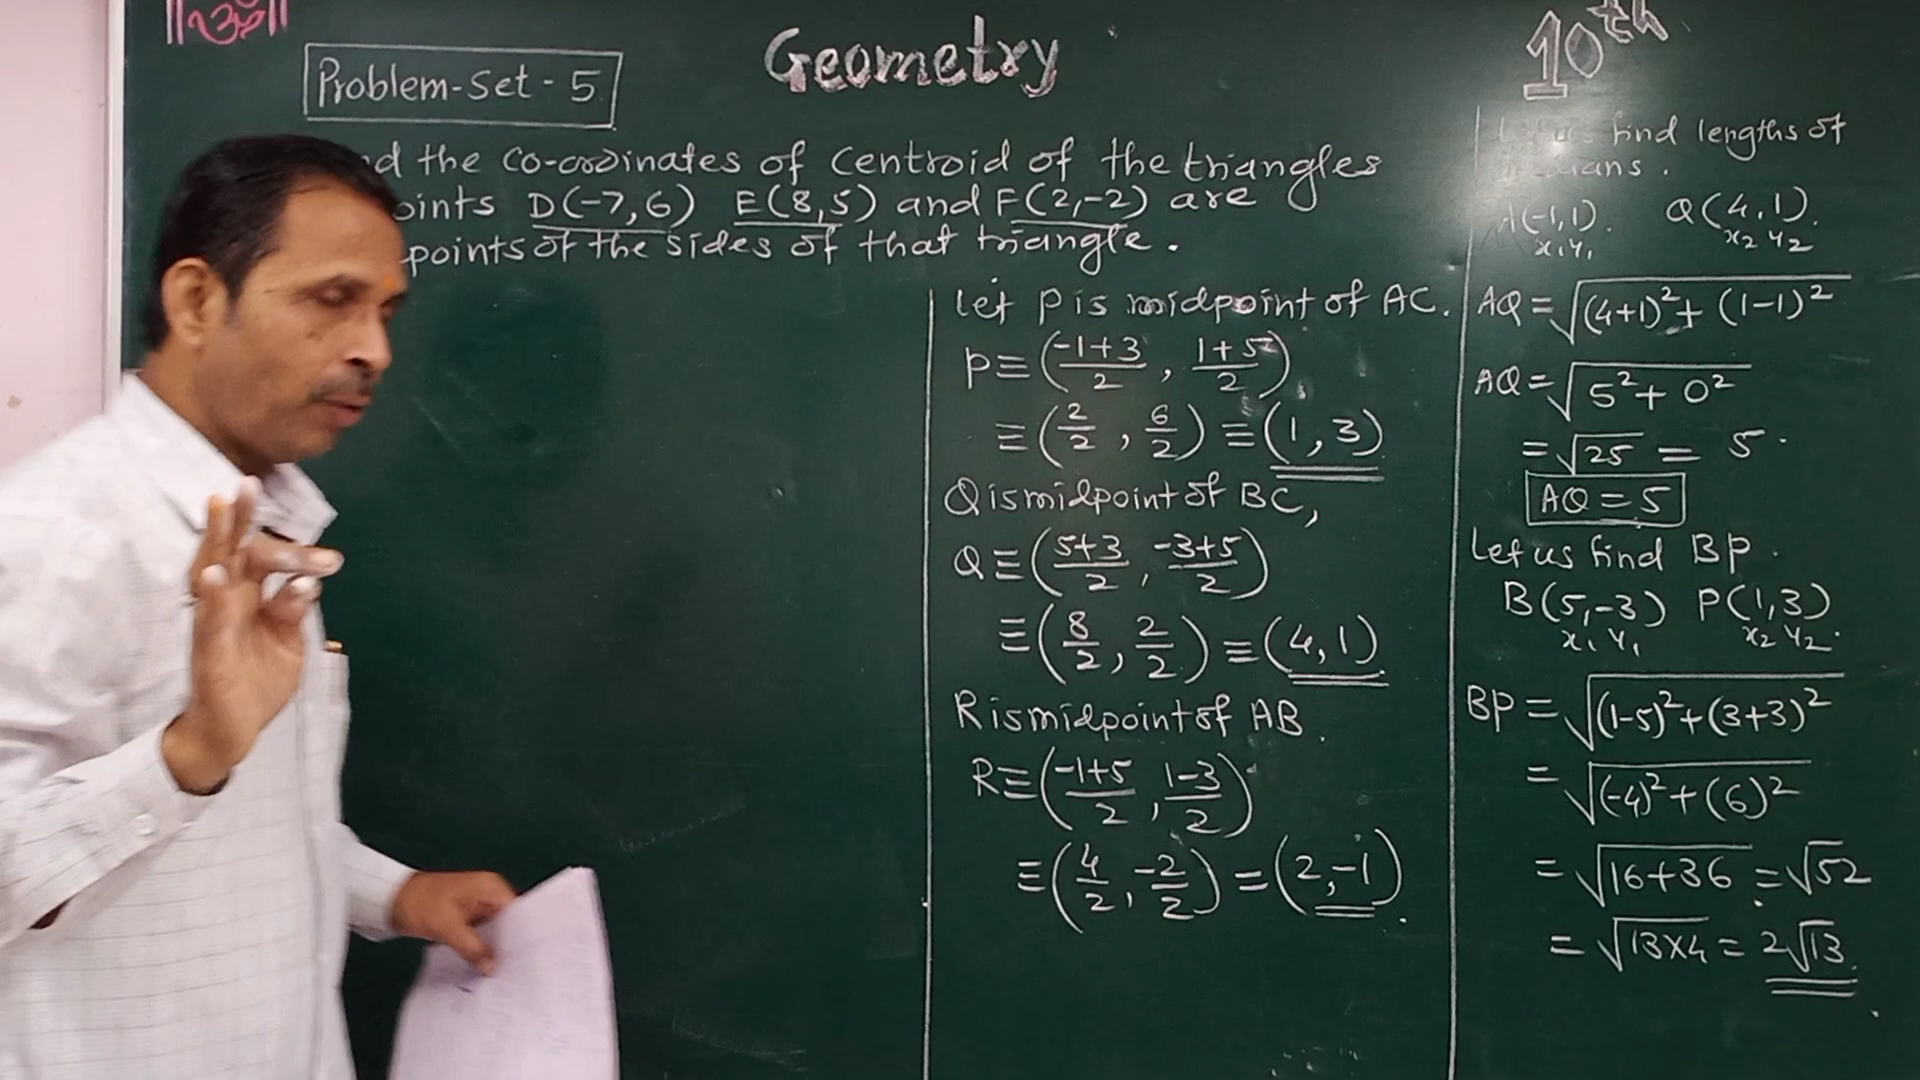 ॥ॐ॥
Geometry
10th
Problem-Set-5
the co-ordinates of centroid of the triangles
D(-7,6) E(8,5) and F(2,-2) are
points of the sides of that triangle.
Let P is midpoint of AC.
P≡(-1+3/2, 1+5/2)
≡(2/2, 6/2)≡(1,3)
Q is midpoint of BC,
Q≡(5+3/2, -3+5/2)
≡(8/2, 2/2)≡(4,1)
R is midpoint of AB.
R≡(-1+5/2, 1-3/2)
≡(4/2, -2/2)=(2,-1).
Let us find lengths of
A(-1,1). Q(4,1).
x₁ y₁ x₂ y₂
AQ=√((4+1)²+(1-1)²)
AQ=√(5²+0²)
=√25 = 5.
AQ=5
Let us find BP.
B(5,-3) P(1,3)
x₁ y₁ x₂ y₂.
BP=√((1-5)²+(3+3)²)
=√((-4)²+(6)²)
=√(16+36)=√52
=√(13×4)=2√13.